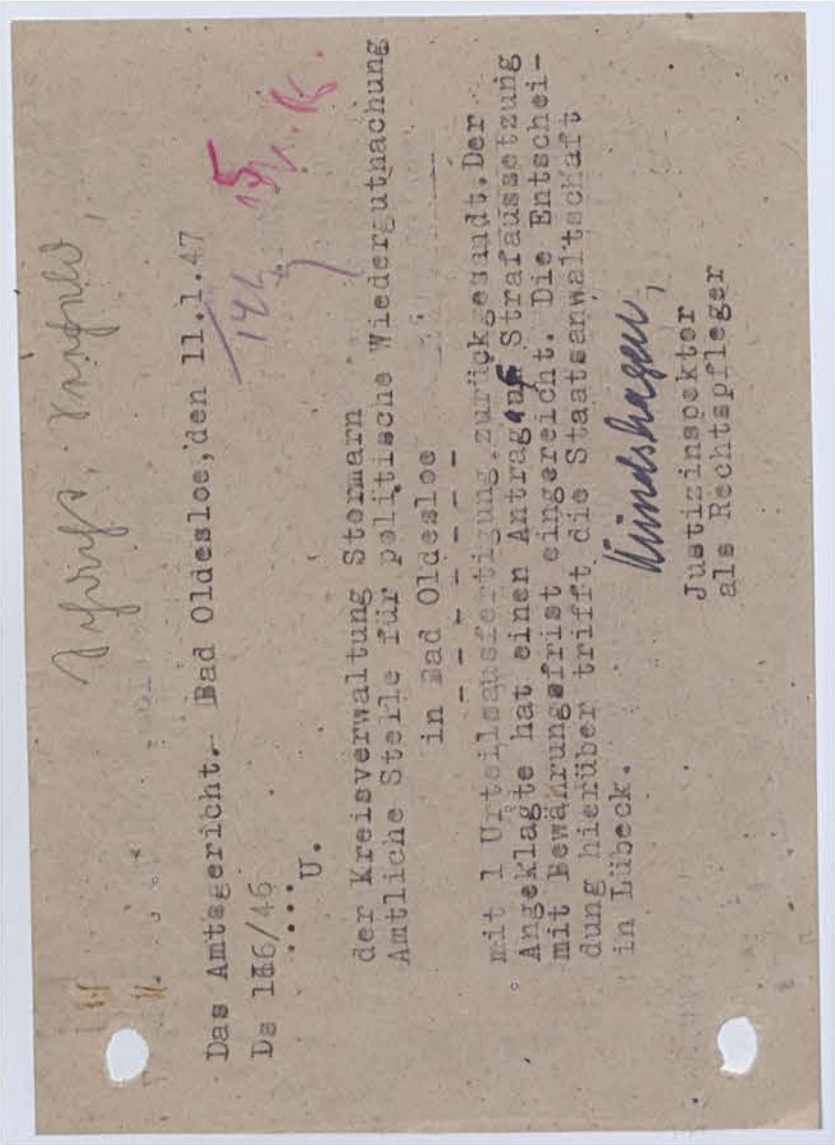 Das Amtsgericht. Bad Oldesloe, den 11.1.47
Ds 116/46
....
U.
der Kreisverwaltung Stormarn
Amtliche Stelle für politische Wiedergutmachung
in Bad Oldesloe
- - - - - - -
mit 1 Urteilsausfertigung zurückgesandt. Der
Angeklagte hat einen Antrag auf Strafaussetzung
mit Bewährungsfrist eingereicht. Die Entschei-
dung hierüber trifft die Staatsanwaltschaft
in Lübeck.
Justizinspektor
als Rechtspfleger